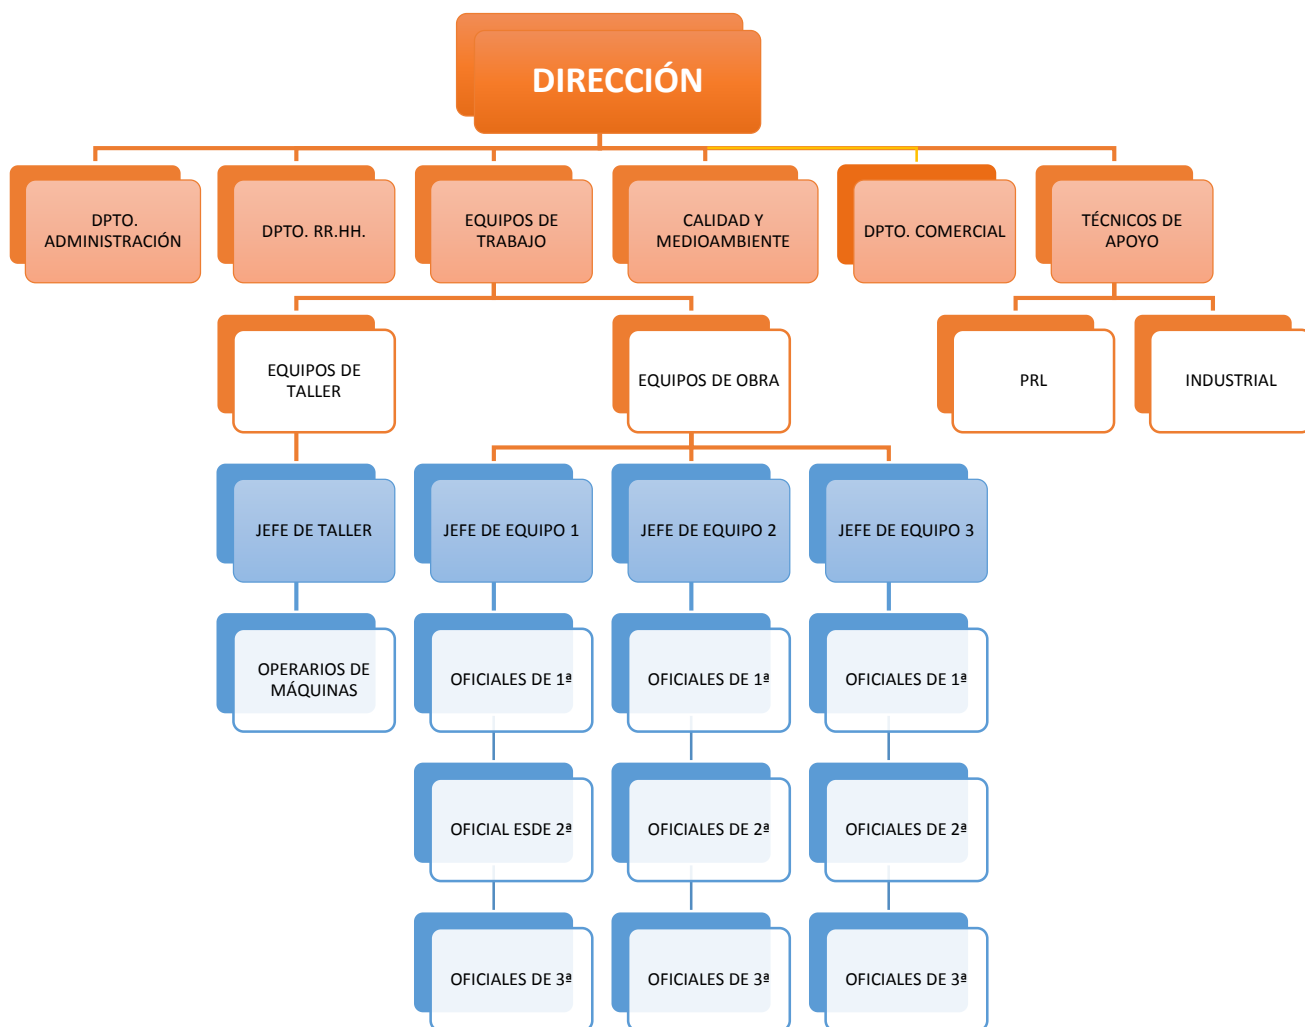 DIRECCIÓN
DPTO.
ADMINISTRACIÓN
DPTO. RR.HH.
EQUIPOS DE
TRABAJO
CALIDAD Y
MEDIOAMBIENTE
DPTO. COMERCIAL
TÉCNICOS DE
APOYO
EQUIPOS DE
TALLER
EQUIPOS DE OBRA
PRL
INDUSTRIAL
JEFE DE TALLER
JEFE DE EQUIPO 1
JEFE DE EQUIPO 2
JEFE DE EQUIPO 3
OPERARIOS DE
MÁQUINAS
OFICIALES DE 1ª
OFICIALES DE 1ª
OFICIALES DE 1ª
OFICIAL ESDE 2ª
OFICIALES DE 2ª
OFICIALES DE 2ª
OFICIALES DE 3ª
OFICIALES DE 3ª
OFICIALES DE 3ª